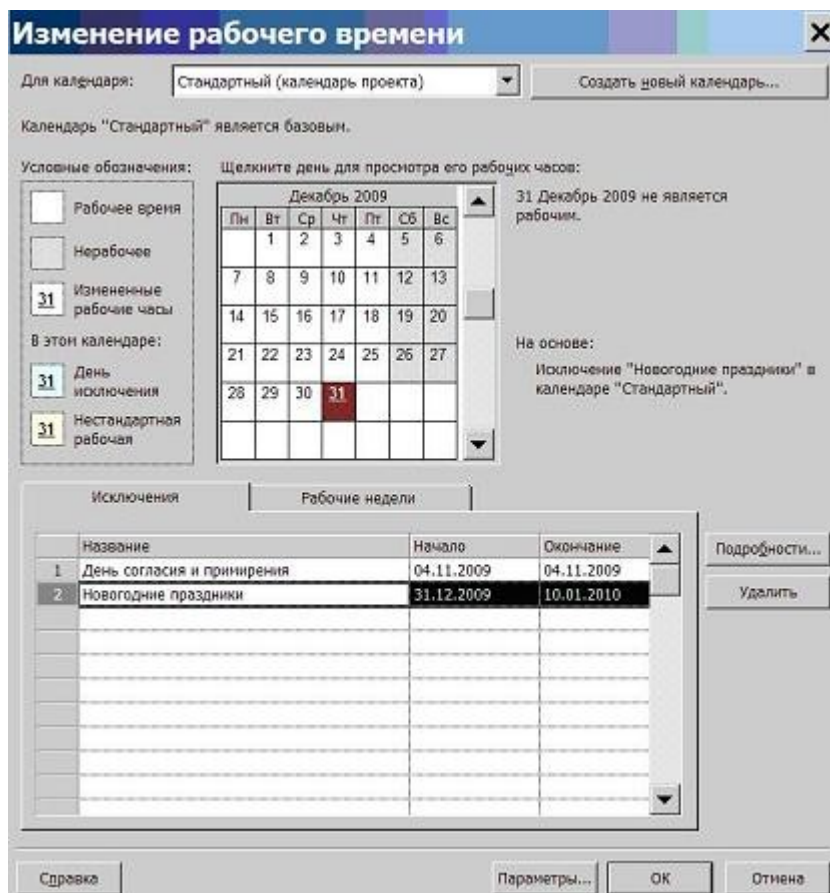 Изменение рабочего времени
Для календаря: Стандартный (календарь проекта) Создать новый календарь...
Календарь "Стандартный" является базовым.
Условные обозначения: Щелкните день для просмотра его рабочих часов:
Рабочее время
Нерабочее
31 Измененные рабочие часы
В этом календаре:
31 День исключения
31 Нестандартная рабочая
Декабрь 2009
Пн Вт Ср Чт Пт Сб Вс
1 2 3 4 5 6
7 8 9 10 11 12 13
14 15 16 17 18 19 20
21 22 23 24 25 26 27
28 29 30 31
31 Декабрь 2009 не является
рабочим.
На основе:
Исключение "Новогодние праздники" в
календаре "Стандартный".
Исключения Рабочие недели
Название Начало Окончание
1 День согласия и примирения 04.11.2009 04.11.2009
2 Новогодние праздники 31.12.2009 10.01.2010
Подробности...
Удалить
Справка Параметры... ОК Отмена